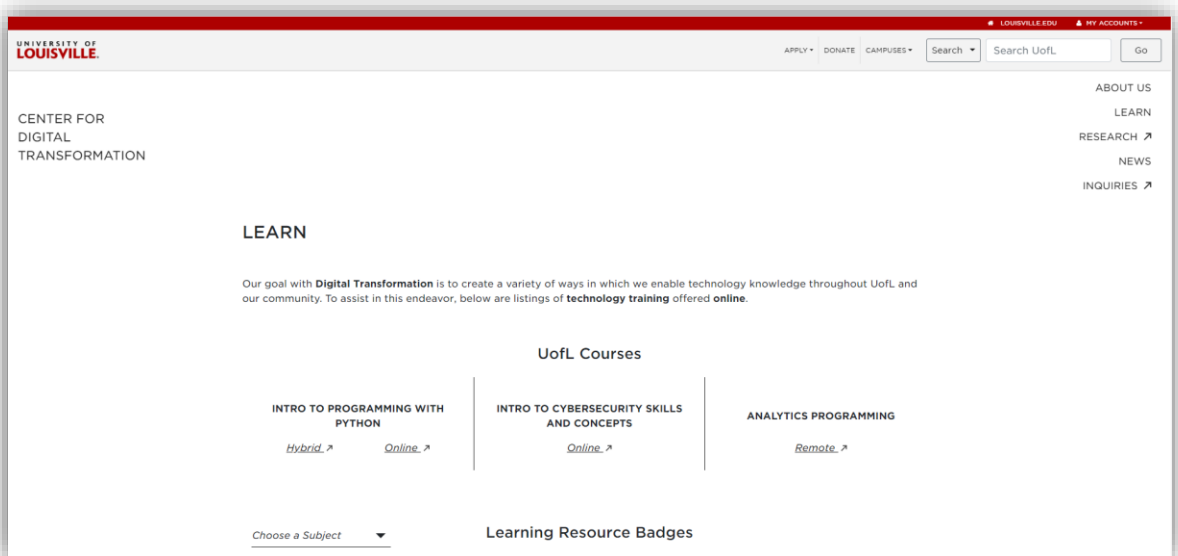 LOUISVILLE.EDU MY ACCOUNTS
UNIVERSITY OF
LOUISVILLE.
APPLY DONATE CAMPUSES Search Search UofL Go
ABOUT US
LEARN
RESEARCH
NEWS
INQUIRIES
CENTER FOR
DIGITAL
TRANSFORMATION
LEARN
Our goal with Digital Transformation is to create a variety of ways in which we enable technology knowledge throughout UofL and
our community. To assist in this endeavor, below are listings of technology training offered online.
UofL Courses
INTRO TO PROGRAMMING WITH
PYTHON
Hybrid Online
INTRO TO CYBERSECURITY SKILLS
AND CONCEPTS
Online
ANALYTICS PROGRAMMING
Remote
Choose a Subject
Learning Resource Badges